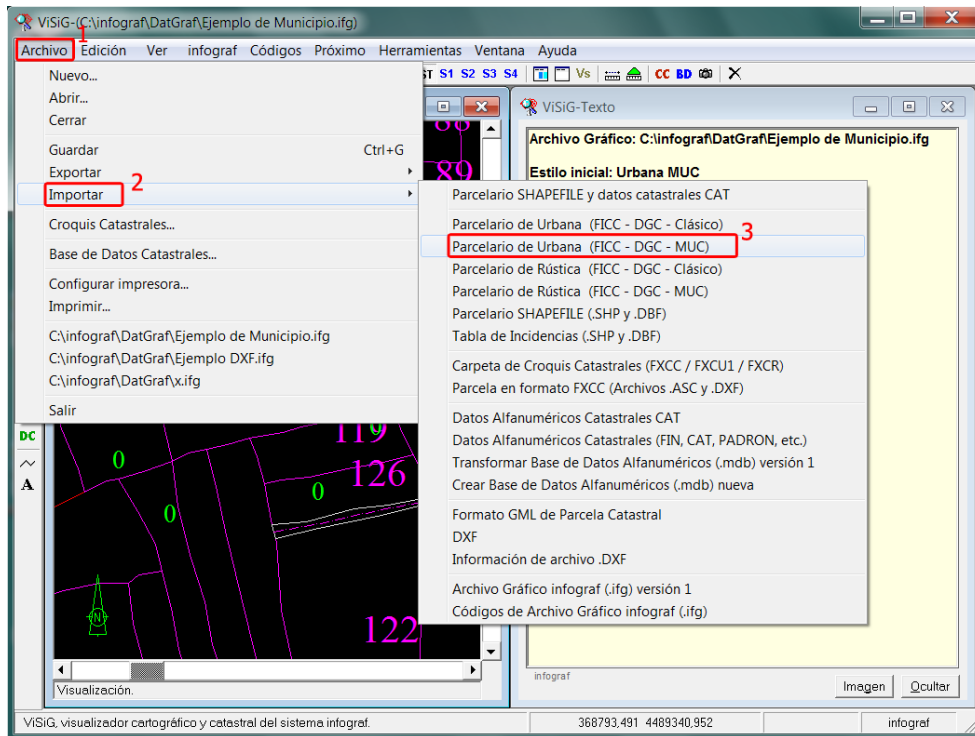 ViSiG-(C:\infograf\DatGraf\Ejemplo de Municipio.ifg)
1
Archivo Edición Ver infograf Códigos Próximo Herramientas Ventana Ayuda
ST S1 S2 S3 S4 Vs CC BD
Nuevo...
Abrir...
Cerrar
Guardar Ctrl+G
Exportar
Importar
2
Croquis Catastrales...
Base de Datos Catastrales...
Configurar impresora...
Imprimir...
C:\infograf\DatGraf\Ejemplo de Municipio.ifg
C:\infograf\DatGraf\Ejemplo DXF.ifg
C:\infograf\DatGraf\x.ifg
Salir
ViSiG-Texto
Archivo Gráfico: C:\infograf\DatGraf\Ejemplo de Municipio.ifg
Estilo inicial: Urbana MUC
Parcelario SHAPEFILE y datos catastrales CAT
Parcelario de Urbana (FICC - DGC - Clásico)
Parcelario de Urbana (FICC - DGC - MUC)
3
Parcelario de Rústica (FICC - DGC - Clásico)
Parcelario de Rústica (FICC - DGC - MUC)
Parcelario SHAPEFILE (.SHP y .DBF)
Tabla de Incidencias (.SHP y .DBF)
Carpeta de Croquis Catastrales (FXCC / FXCU1 / FXCR)
Parcela en formato FXCC (Archivos .ASC y .DXF)
Datos Alfanuméricos Catastrales CAT
Datos Alfanuméricos Catastrales (FIN, CAT, PADRON, etc.)
Transformar Base de Datos Alfanuméricos (.mdb) versión 1
Crear Base de Datos Alfanuméricos (.mdb) nueva
Formato GML de Parcela Catastral
DXF
Información de archivo .DXF
Archivo Gráfico infograf (.ifg) versión 1
Códigos de Archivo Gráfico infograf (.ifg)
89
DC
A
119
0
0
126
0
0
N
122
Visualización.
infograf
Imagen Ocultar
ViSiG, visualizador cartográfico y catastral del sistema infograf. 368793,491 4489340,952 infograf